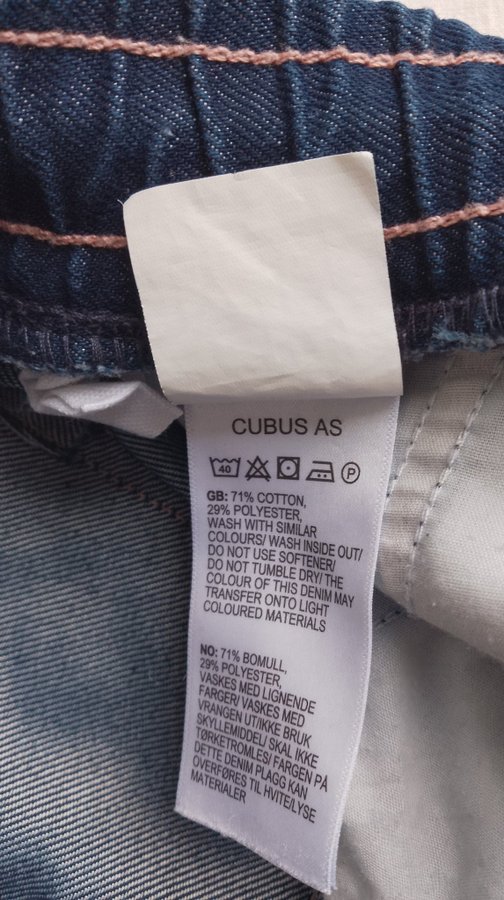 CUBUS AS
40 P
GB: 71% COTTON,
29% POLYESTER,
WASH WITH SIMILAR
COLOURS/ WASH INSIDE OUT/
DO NOT USE SOFTENER/
DO NOT TUMBLE DRY/ THE
COLOUR OF THIS DENIM MAY
TRANSFER ONTO LIGHT
COLOURED MATERIALS
NO: 71% BOMULL,
29% POLYESTER,
VASKES MED LIGNENDE
FARGER/ VASKES MED
VRANGEN UT/IKKE BRUK
SKYLLEMIDDEL/ SKAL IKKE
TØRKETROMLES/ FARGEN PÅ
DETTE DENIM PLAGG KAN
OVERFØRES TIL HVITE/LYSE
MATERIALER